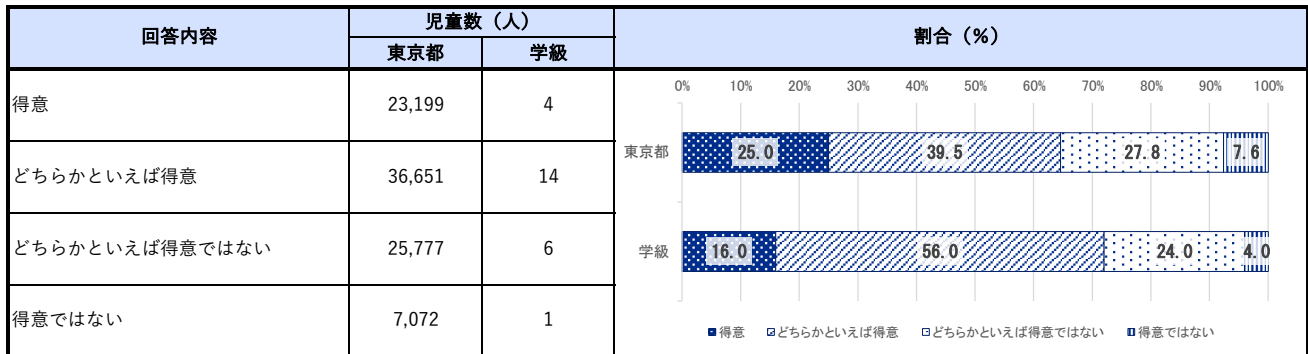 回答内容 児童数（人） 割合（％）
東京都 学級
得意 23,199 4
どちらかといえば得意 36,651 14
どちらかといえば得意ではない 25,777 6
得意ではない 7,072 1
0% 10% 20% 30% 40% 50% 60% 70% 80% 90% 100%
東京都 25.0 39.5 27.8 7.6
学級 16.0 56.0 24.0 4.0
得意 どちらかといえば得意 どちらかといえば得意ではない 得意ではない